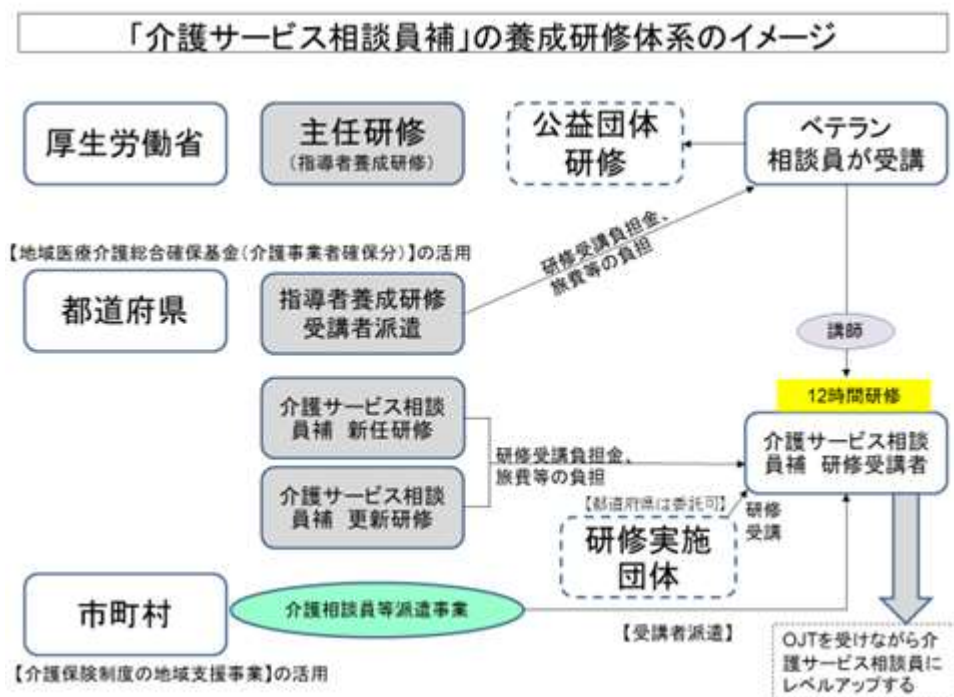 「介護サービス相談員補」の養成研修体系のイメージ
厚生労働省
主任研修
(指導者養成研修)
公益団体
研修
ベテラン
相談員が受講
研修受講負担金、
旅費等の負担
【地域医療介護総合確保基金(介護事業者確保分)】の活用
都道府県
指導者養成研修
受講者派遣
講師
12時間研修
介護サービス相談
員補 新任研修
介護サービス相談
員補 更新研修
研修受講負担金、
旅費等の負担
介護サービス相談
員補 研修受講者
【都道府県は委託可】
研修
受講
研修実施
団体
市町村
介護相談員等派遣事業
【受講者派遣】
OJTを受けながら介
護サービス相談員に
レベルアップする
【介護保険制度の地域支援事業】の活用